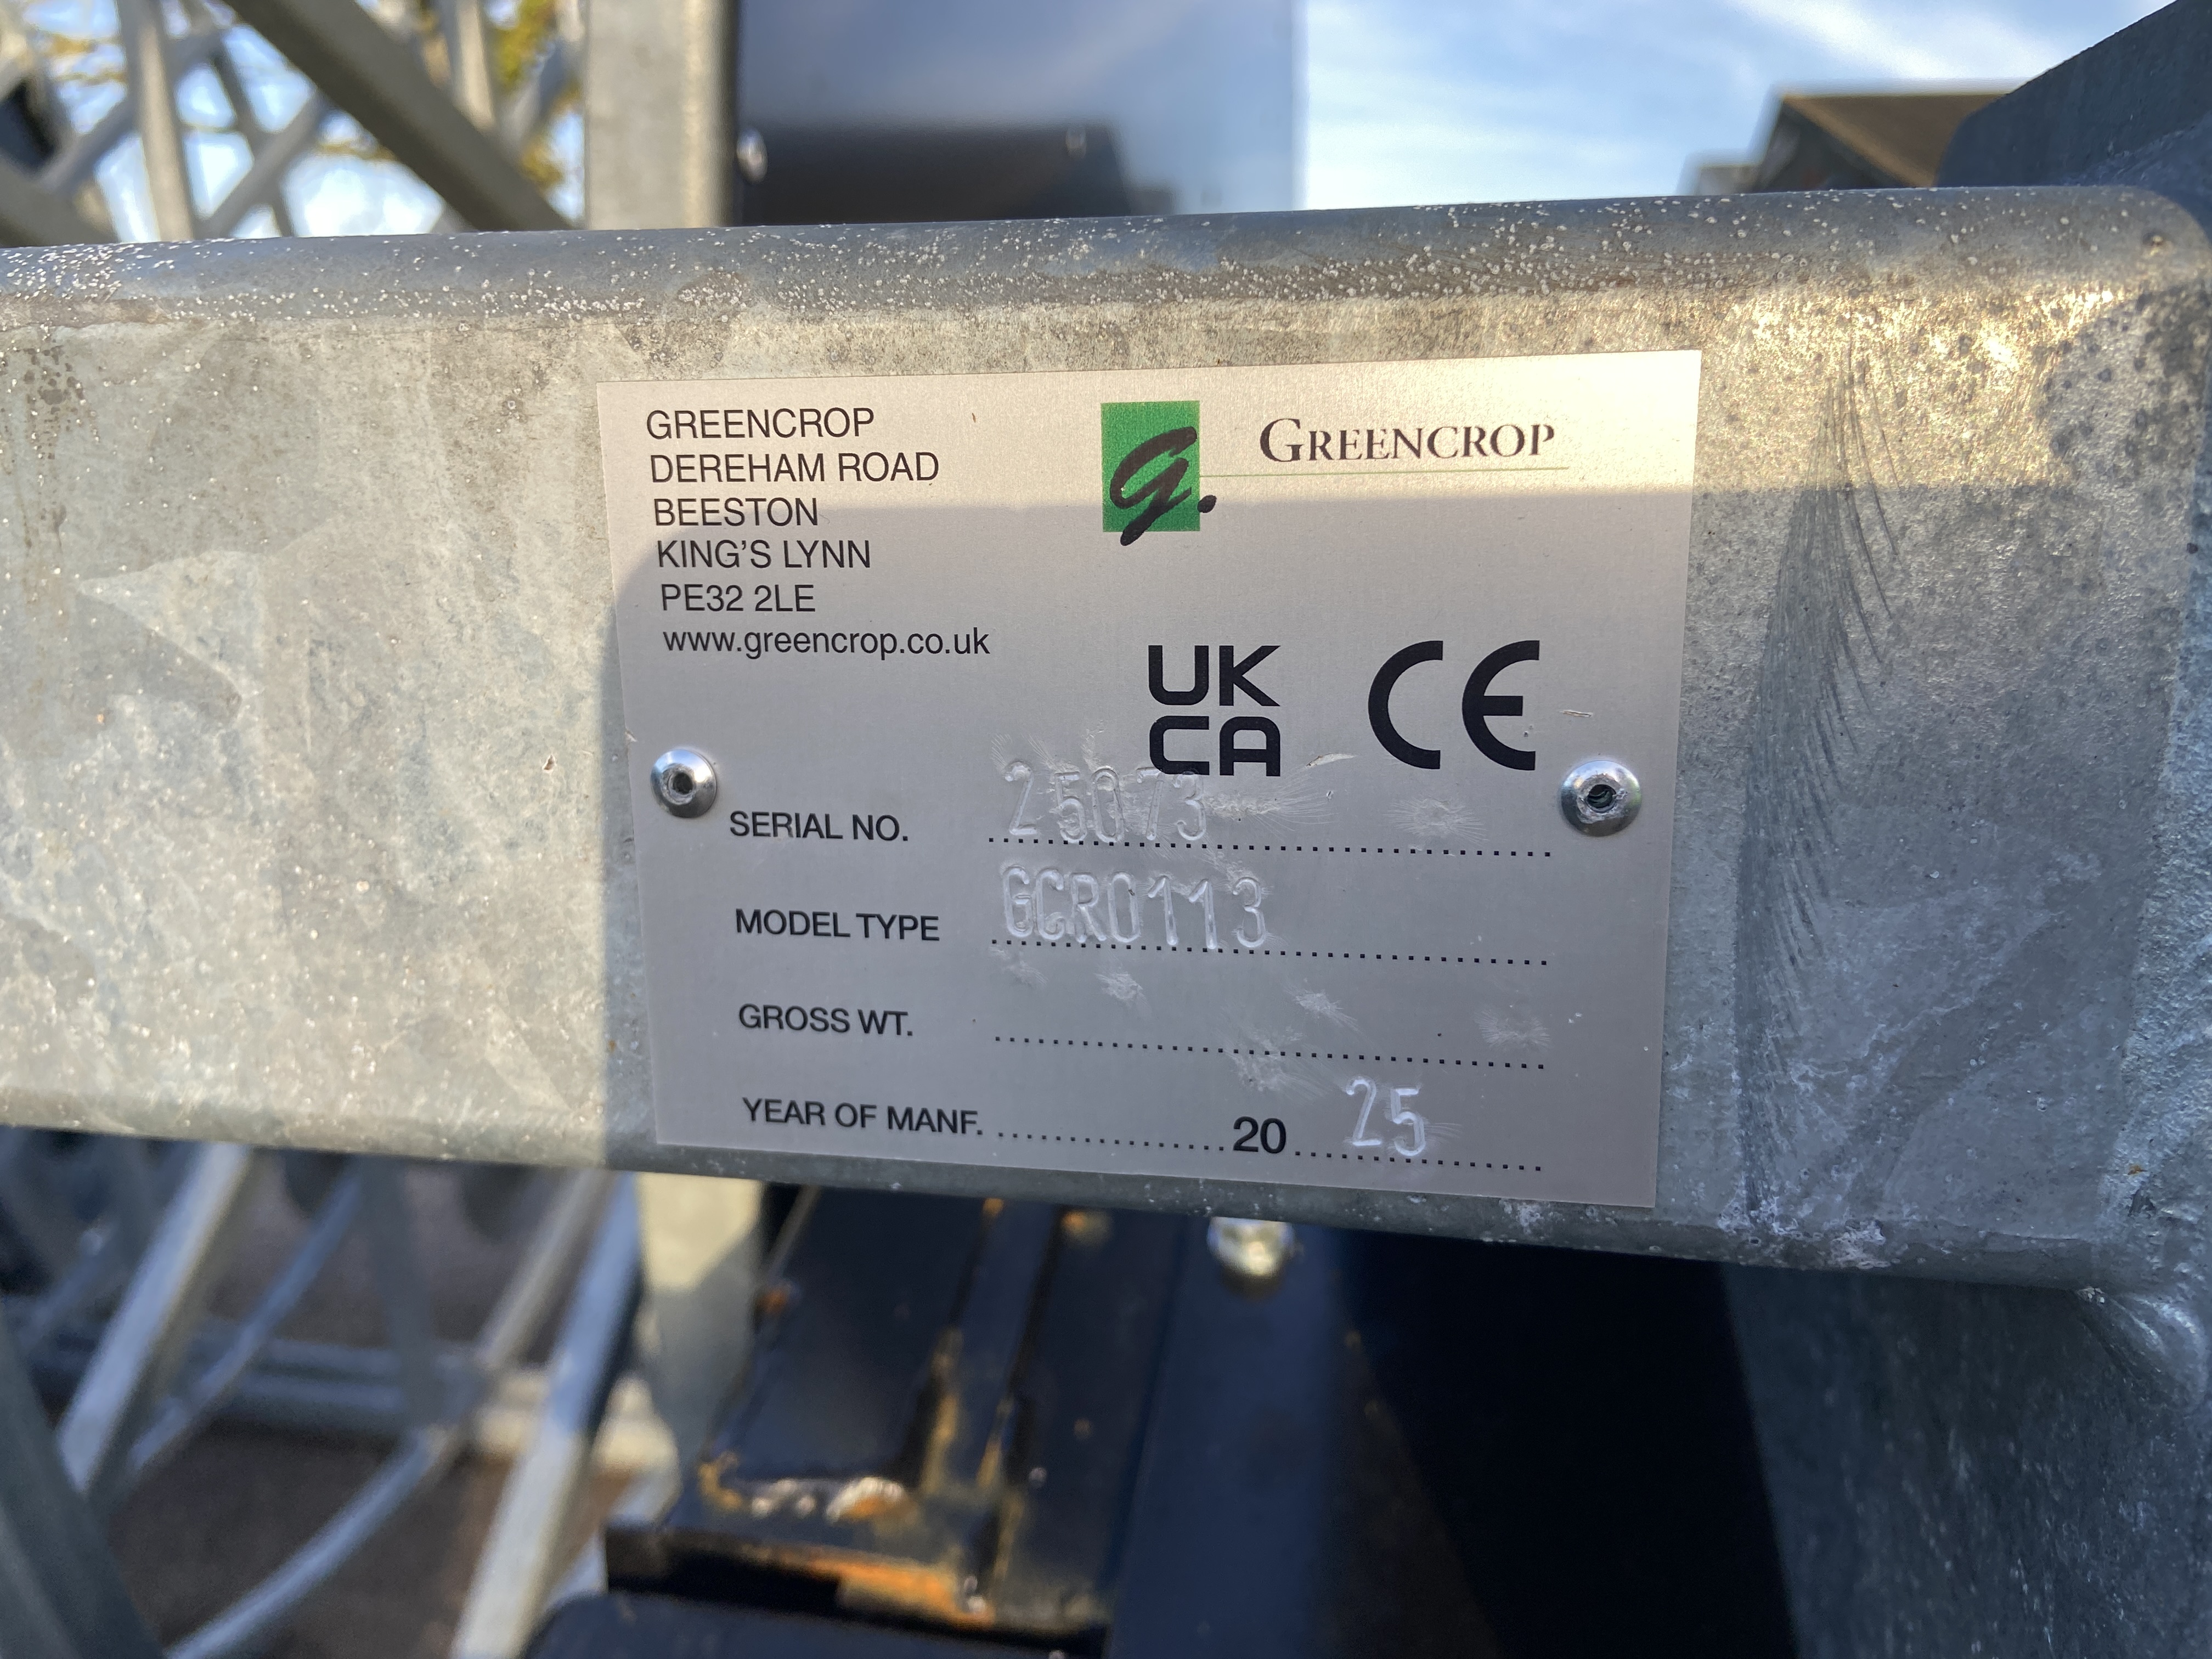 GREENCROP
DEREHAM ROAD
BEESTON
KING'S LYNN
PE32 2LE
www.greencrop.co.uk
g. GREENCROP
UK
CA
CE
SERIAL NO. 25073
MODEL TYPE GCR0113
GROSS WT.
YEAR OF MANF. 20 25